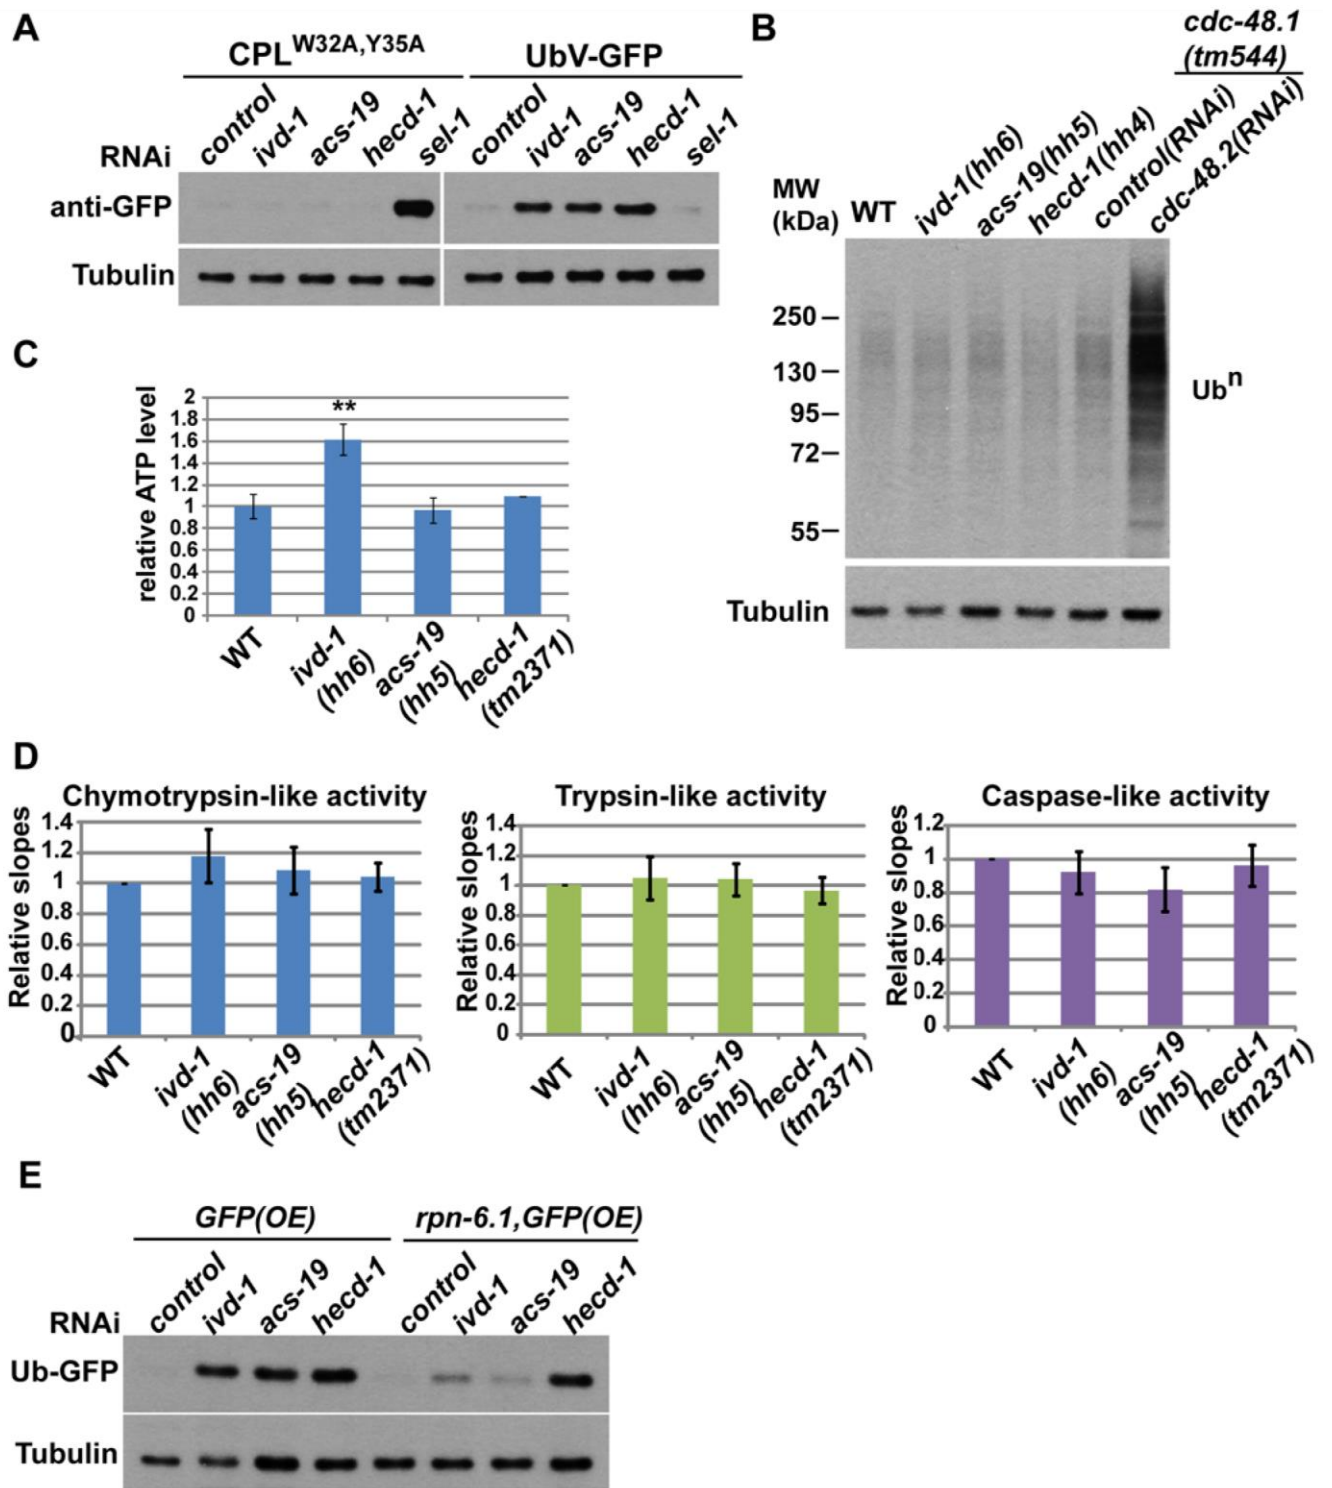 A
CPLW32A,Y35A
UbV-GFP
RNAi
control
ivd-1
acs-19
hecd-1
sel-1
control
ivd-1
acs-19
hecd-1
sel-1
anti-GFP
Tubulin
B
cdc-48.1
(tm544)
MW
(kDa)
WT
ivd-1(hh6)
acs-19(hh5)
hecd-1(hh4)
control(RNAi)
cdc-48.2(RNAi)
250
130
95
72
55
Ubn
Tubulin
C
relative ATP level
2
1.8
1.6
1.4
1.2
1
0.8
0.6
0.4
0.2
0
**
WT
ivd-1
(hh6)
acs-19
(hh5)
hecd-1
(tm2371)
D
Chymotrypsin-like activity
Relative slopes
1.4
1.2
1
0.8
0.6
0.4
0.2
0
WT
ivd-1
(hh6)
acs-19
(hh5)
hecd-1
(tm2371)
Trypsin-like activity
Relative slopes
1.4
1.2
1
0.8
0.6
0.4
0.2
0
WT
ivd-1
(hh6)
acs-19
(hh5)
hecd-1
(tm2371)
Caspase-like activity
Relative slopes
1.2
1
0.8
0.6
0.4
0.2
0
WT
ivd-1
(hh6)
acs-19
(hh5)
hecd-1
(tm2371)
E
GFP(OE)
rpn-6.1,GFP(OE)
RNAi
control
ivd-1
acs-19
hecd-1
control
ivd-1
acs-19
hecd-1
Ub-GFP
Tubulin